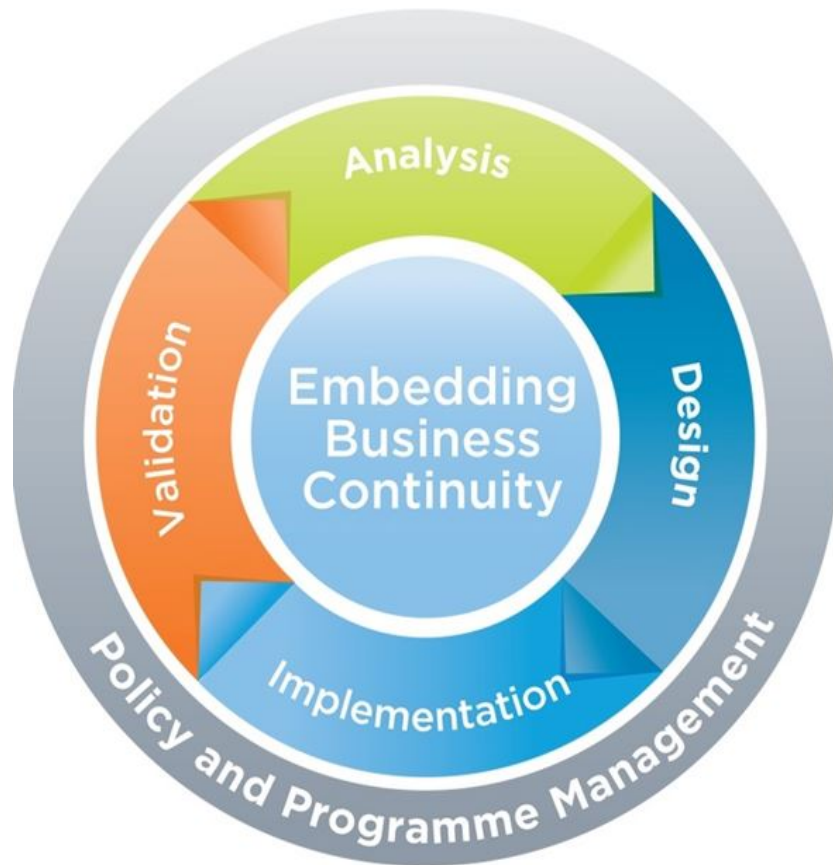 Analysis
Design
Implementation
Validation
Embedding
Business
Continuity
Policy and Programme Management